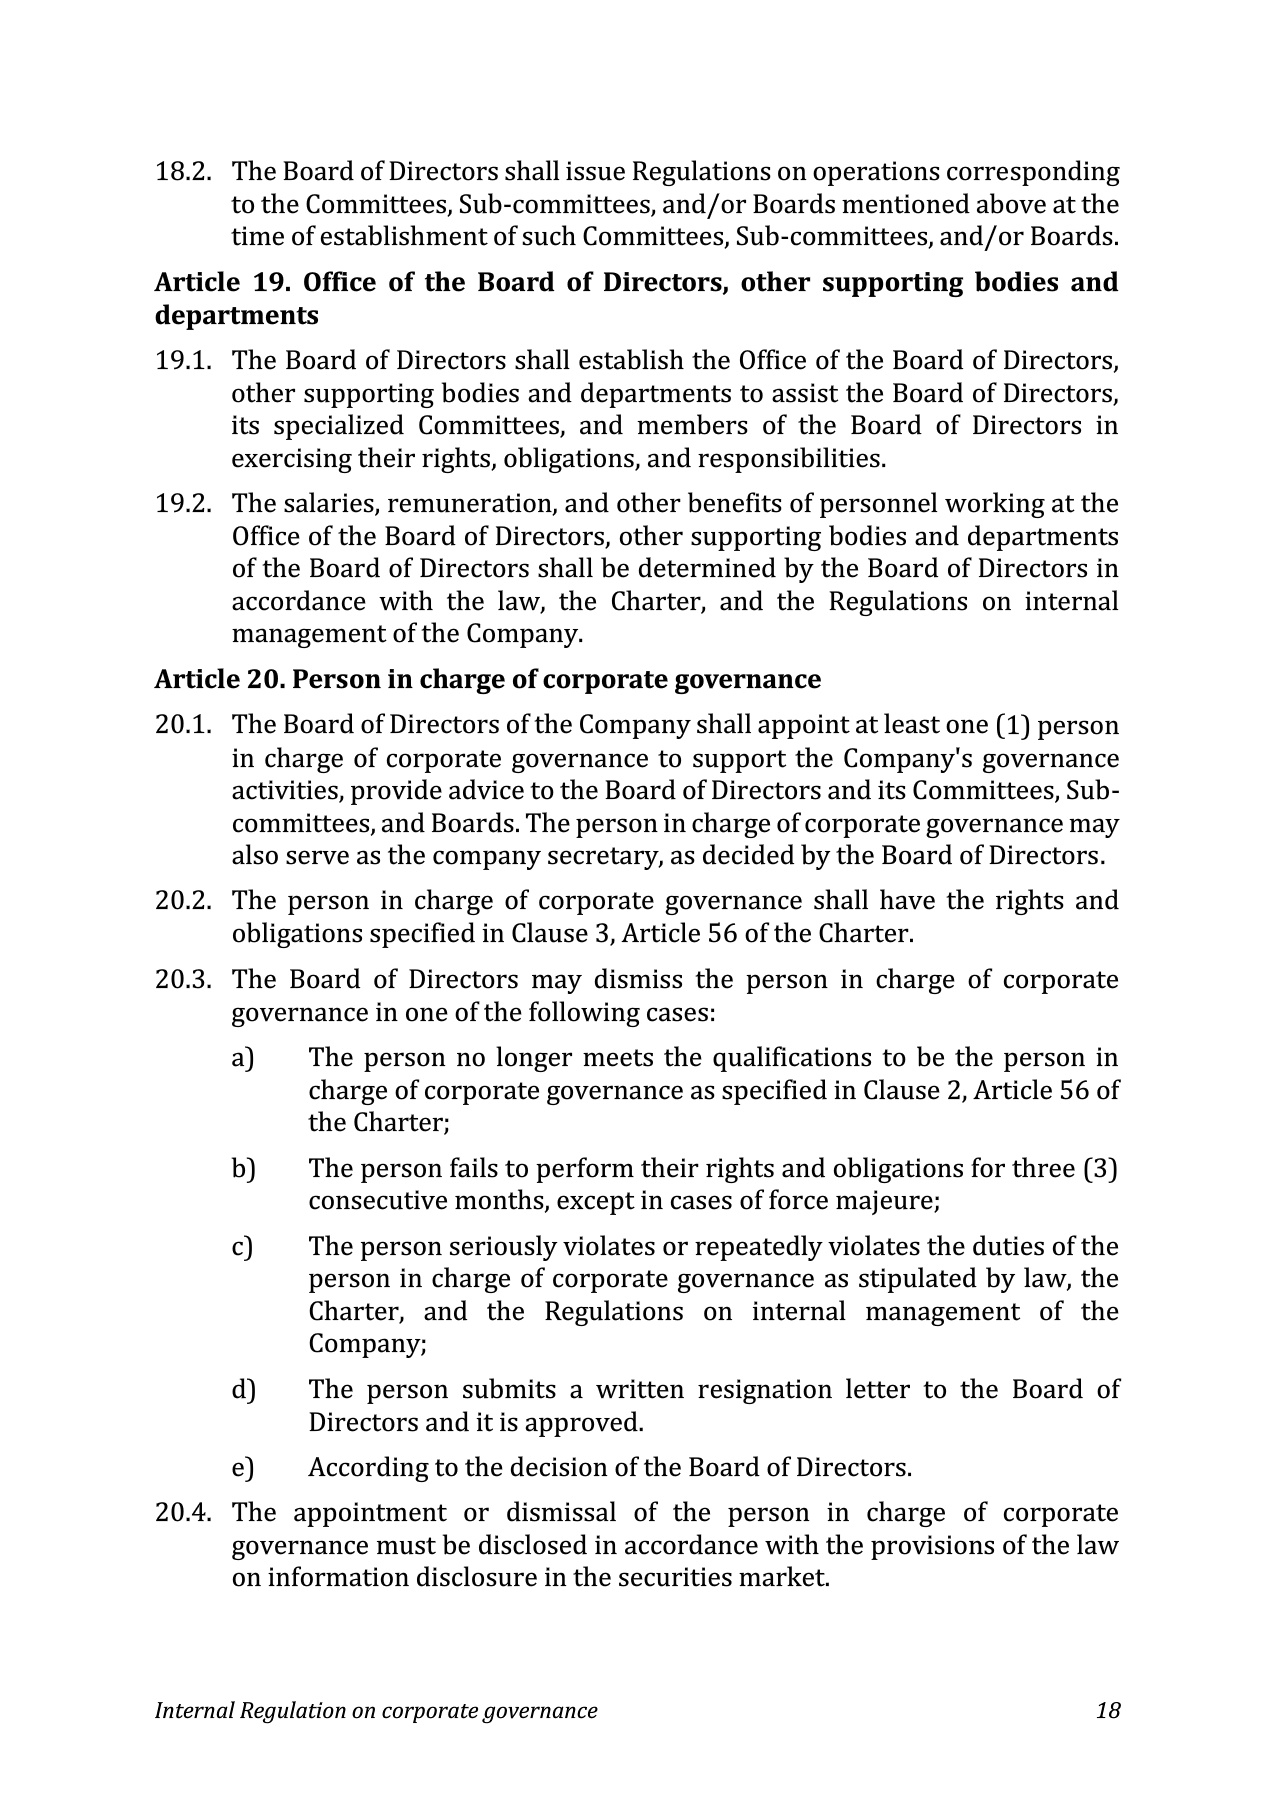 18.2. The Board of Directors shall issue Regulations on operations corresponding
to the Committees, Sub-committees, and/or Boards mentioned above at the
time of establishment of such Committees, Sub-committees, and/or Boards.
Article 19. Office of the Board of Directors, other supporting bodies and
departments
19.1. The Board of Directors shall establish the Office of the Board of Directors,
other supporting bodies and departments to assist the Board of Directors,
its specialized Committees, and members of the Board of Directors in
exercising their rights, obligations, and responsibilities.
19.2. The salaries, remuneration, and other benefits of personnel working at the
Office of the Board of Directors, other supporting bodies and departments
of the Board of Directors shall be determined by the Board of Directors in
accordance with the law, the Charter, and the Regulations on internal
management of the Company.
Article 20. Person in charge of corporate governance
20.1. The Board of Directors of the Company shall appoint at least one (1) person
in charge of corporate governance to support the Company's governance
activities, provide advice to the Board of Directors and its Committees, Sub-
committees, and Boards. The person in charge of corporate governance may
also serve as the company secretary, as decided by the Board of Directors.
20.2. The person in charge of corporate governance shall have the rights and
obligations specified in Clause 3, Article 56 of the Charter.
20.3. The Board of Directors may dismiss the person in charge of corporate
governance in one of the following cases:
a) The person no longer meets the qualifications to be the person in
charge of corporate governance as specified in Clause 2, Article 56 of
the Charter;
b) The person fails to perform their rights and obligations for three (3)
consecutive months, except in cases of force majeure;
c) The person seriously violates or repeatedly violates the duties of the
person in charge of corporate governance as stipulated by law, the
Charter, and the Regulations on internal management of the
Company;
d) The person submits a written resignation letter to the Board of
Directors and it is approved.
e) According to the decision of the Board of Directors.
20.4. The appointment or dismissal of the person in charge of corporate
governance must be disclosed in accordance with the provisions of the law
on information disclosure in the securities market.
Internal Regulation on corporate governance 18